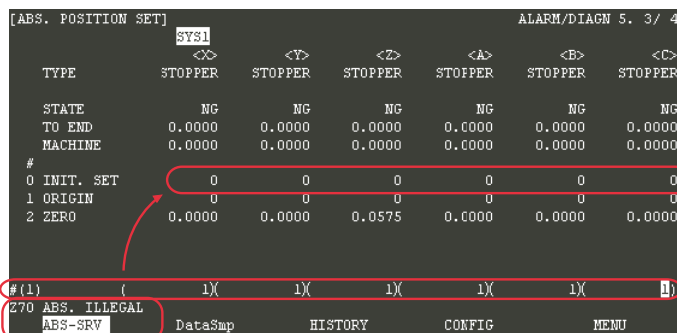 [ABS. POSITION SET] ALARM/DIAGN 5. 3/ 4
SYS1
<X> <Y> <Z> <A> <B> <C>
TYPE STOPPER STOPPER STOPPER STOPPER STOPPER STOPPER
STATE NG NG NG NG NG NG
TO END 0.0000 0.0000 0.0000 0.0000 0.0000 0.0000
MACHINE 0.0000 0.0000 0.0000 0.0000 0.0000 0.0000
#
0 INIT. SET 0 0 0 0 0 0
1 ORIGIN 0 0 0 0 0 0
2 ZERO 0.0000 0.0000 0.0575 0.0000 0.0000 0.0000
#(1) ( 1)( 1)( 1)( 1)( 1)( 1)
Z70 ABS. ILLEGAL
ABS-SRV DataSmp HISTORY CONFIG MENU